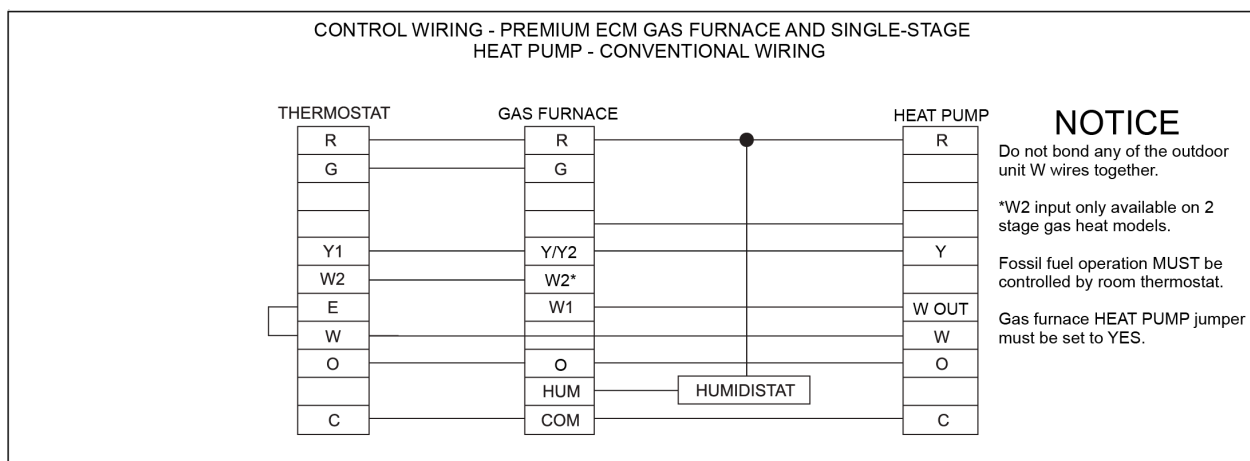 CONTROL WIRING - PREMIUM ECM GAS FURNACE AND SINGLE-STAGE
HEAT PUMP - CONVENTIONAL WIRING
THERMOSTAT
R
G
Y1
W2
E
W
O
C
GAS FURNACE
R
G
Y/Y2
W2*
W1
O
HUM
COM
HUMIDISTAT
HEAT PUMP
R
Y
W OUT
W
O
C
NOTICE
Do not bond any of the outdoor
unit W wires together.
*W2 input only available on 2
stage gas heat models.
Fossil fuel operation MUST be
controlled by room thermostat.
Gas furnace HEAT PUMP jumper
must be set to YES.